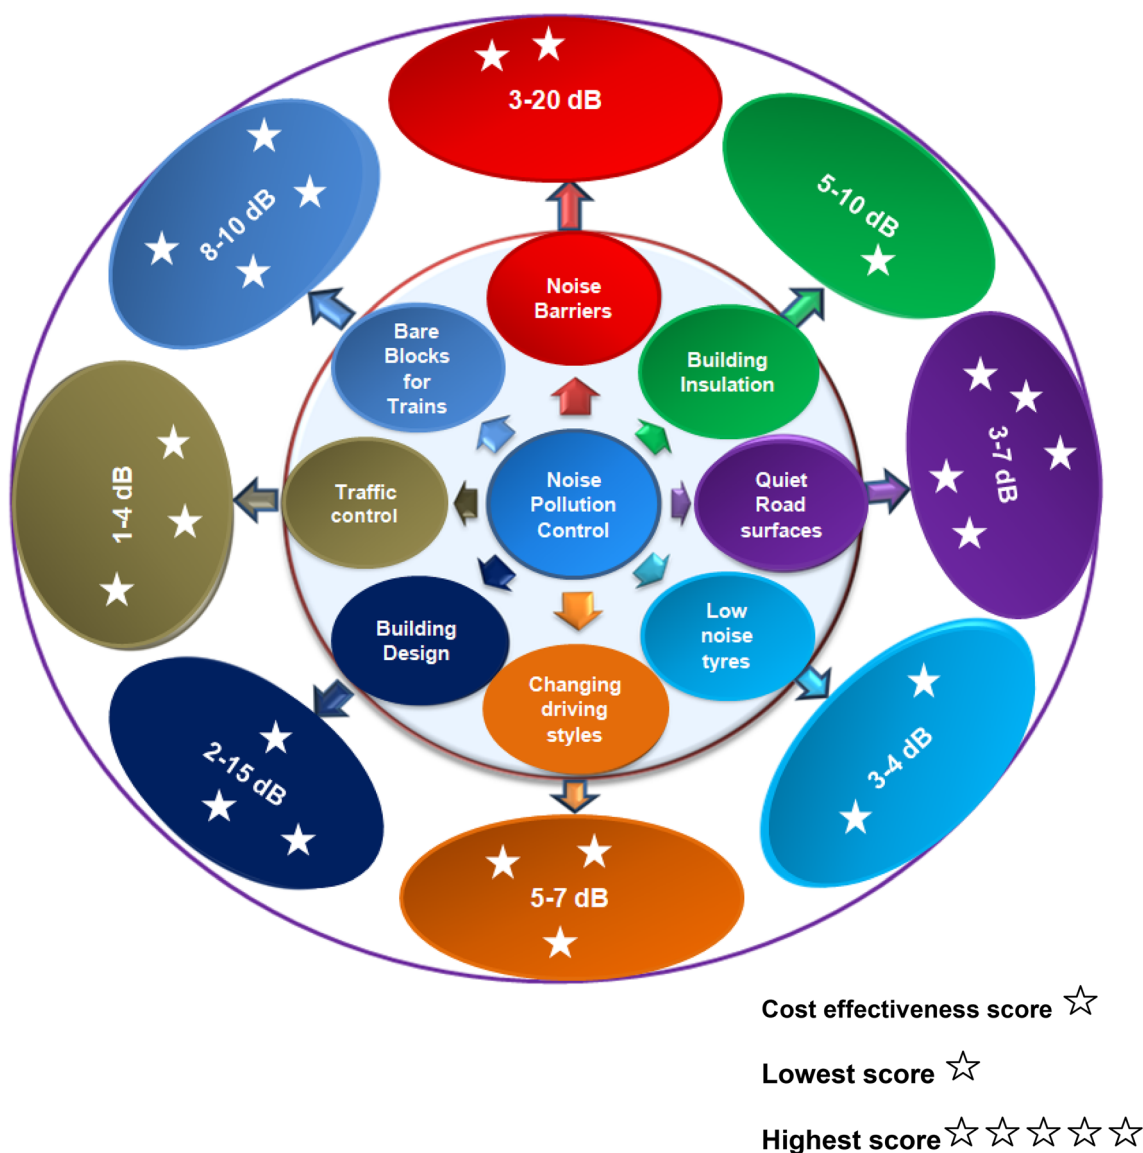 3-20 dB
5-10 dB
8-10 dB
Noise
Barriers
Bare
Blocks
for
Trains
Building
Insulation
3-7 dB
1-4 dB
Traffic
control
Noise
Pollution
Control
Quiet
Road
surfaces
Building
Design
Low
noise
tyres
Changing
driving
styles
2-15 dB
3-4 dB
5-7 dB
Cost effectiveness score
Lowest score
Highest score